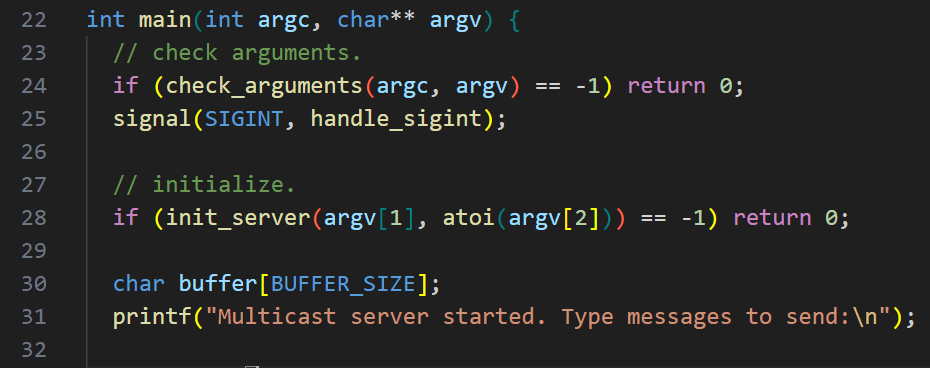 22 int main(int argc, char** argv) {
23 // check arguments.
24 if (check_arguments(argc, argv) == -1) return 0;
25 signal(SIGINT, handle_sigint);
26
27 // initialize.
28 if (init_server(argv[1], atoi(argv[2])) == -1) return 0;
29
30 char buffer[BUFFER_SIZE];
31 printf("Multicast server started. Type messages to send:\n");
32